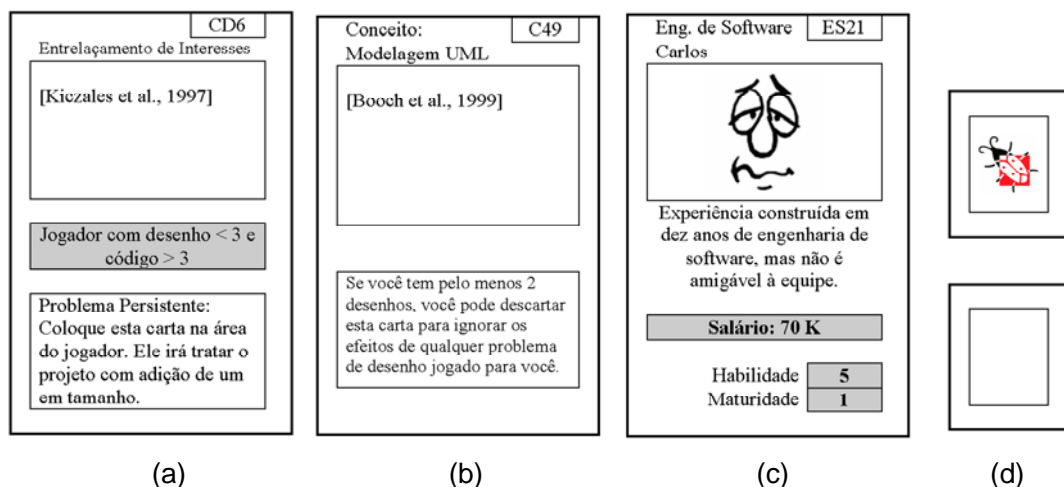 CD6
Entrelaçamento de Interesses
[Kiczales et al., 1997]
Jogador com desenho < 3 e
código > 3
Problema Persistente:
Coloque esta carta na área
do jogador. Ele irá tratar o
projeto com adição de um
em tamanho.
(a)
Conceito:
C49
Modelagem UML
[Booch et al., 1999]
Se você tem pelo menos 2
desenhos, você pode descartar
esta carta para ignorar os
efeitos de qualquer problema
de desenho jogado para você.
(b)
Eng. de Software
ES21
Carlos
Experiência construída em
dez anos de engenharia de
software, mas não é
amigável à equipe.
Salário: 70 K
Habilidade 5
Maturidade 1
(c)
(d)